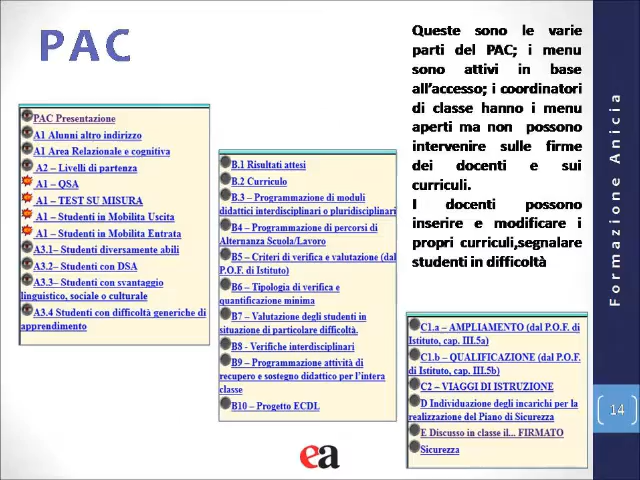 PAC
Queste sono le varie
parti del PAC; i menu
sono attivi in base
all'accesso; i coordinatori
di classe hanno i menu
aperti ma non possono
intervenire sulle firme
dei docenti e sui
curriculi.
I docenti possono
inserire e modificare i
propri curriculi,segnalare
studenti in difficoltà
PAC Presentazione
A1 Alunni altro indirizzo
A1 Area Relazionale e cognitiva
A2 – Livelli di partenza
A1 – QSA
A1 – TEST SU MISURA
A1 – Studenti in Mobilita Uscita
A1 – Studenti in Mobilita Entrata
A3.1– Studenti diversamente abili
A3.2– Studenti con DSA
A3.3– Studenti con svantaggio
linguistico, sociale o culturale
A3.4 Studenti con difficoltà generiche di
apprendimento
B.1 Risultati attesi
B.2 Curriculo
B.3 – Programmazione di moduli
didattici interdisciplinari o pluridisciplinari
B4 – Programmazione di percorsi di
Alternanza Scuola/Lavoro
B5 – Criteri di verifica e valutazione (dal
P.O.F. di Istituto)
B6 – Tipologia di verifica e
quantificazione minima
B7 – Valutazione degli studenti in
situazione di particolare difficoltà.
B8 - Verifiche interdisciplinari
B9 – Programmazione attività di
recupero e sostegno didattico per l'intera
classe
B10 – Progetto ECDL
C1.a – AMPLIAMENTO (dal P.O.F. di
Istituto, cap. III.5a)
C1.b – QUALIFICAZIONE (dal P.O.F.
di Istituto, cap. III.5b)
C2 – VIAGGI DI ISTRUZIONE
D Individuazione degli incarichi per la
realizzazione del Piano di Sicurezza
E Discusso in classe il... FIRMATO
Sicurezza
Formazione Anicia
14
ea